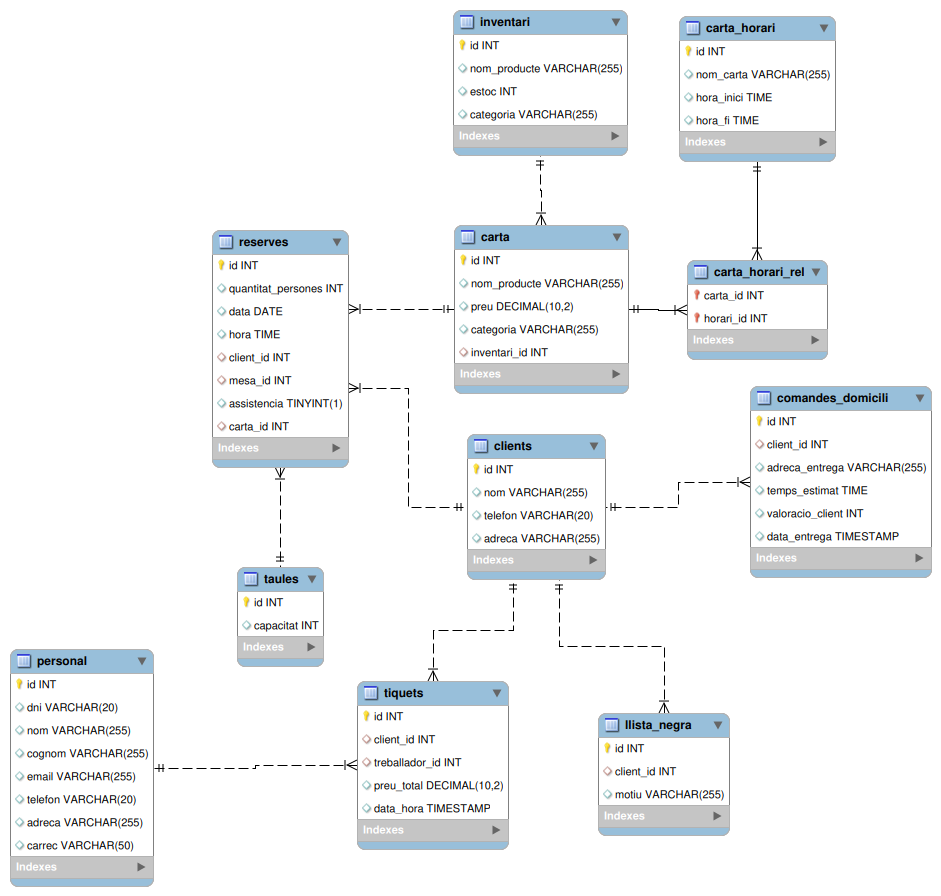 inventari
id INT
nom_producte VARCHAR(255)
estoc INT
categoria VARCHAR(255)
Indexes
carta_horari
id INT
nom_carta VARCHAR(255)
hora_inici TIME
hora_fi TIME
Indexes
reserves
id INT
quantitat_persones INT
data DATE
hora TIME
client_id INT
mesa_id INT
assistencia TINYINT(1)
carta_id INT
Indexes
carta
id INT
nom_producte VARCHAR(255)
preu DECIMAL(10,2)
categoria VARCHAR(255)
inventari_id INT
Indexes
carta_horari_rel
carta_id INT
horari_id INT
Indexes
clients
id INT
nom VARCHAR(255)
telefon VARCHAR(20)
adreca VARCHAR(255)
Indexes
comandes_domicili
id INT
client_id INT
adreca_entrega VARCHAR(255)
temps_estimat TIME
valoracio_client INT
data_entrega TIMESTAMP
Indexes
taules
id INT
capacitat INT
Indexes
personal
id INT
dni VARCHAR(20)
nom VARCHAR(255)
cognom VARCHAR(255)
email VARCHAR(255)
telefon VARCHAR(20)
adreca VARCHAR(255)
carrec VARCHAR(50)
Indexes
tiquets
id INT
client_id INT
treballador_id INT
preu_total DECIMAL(10,2)
data_hora TIMESTAMP
Indexes
llista_negra
id INT
client_id INT
motiu VARCHAR(255)
Indexes